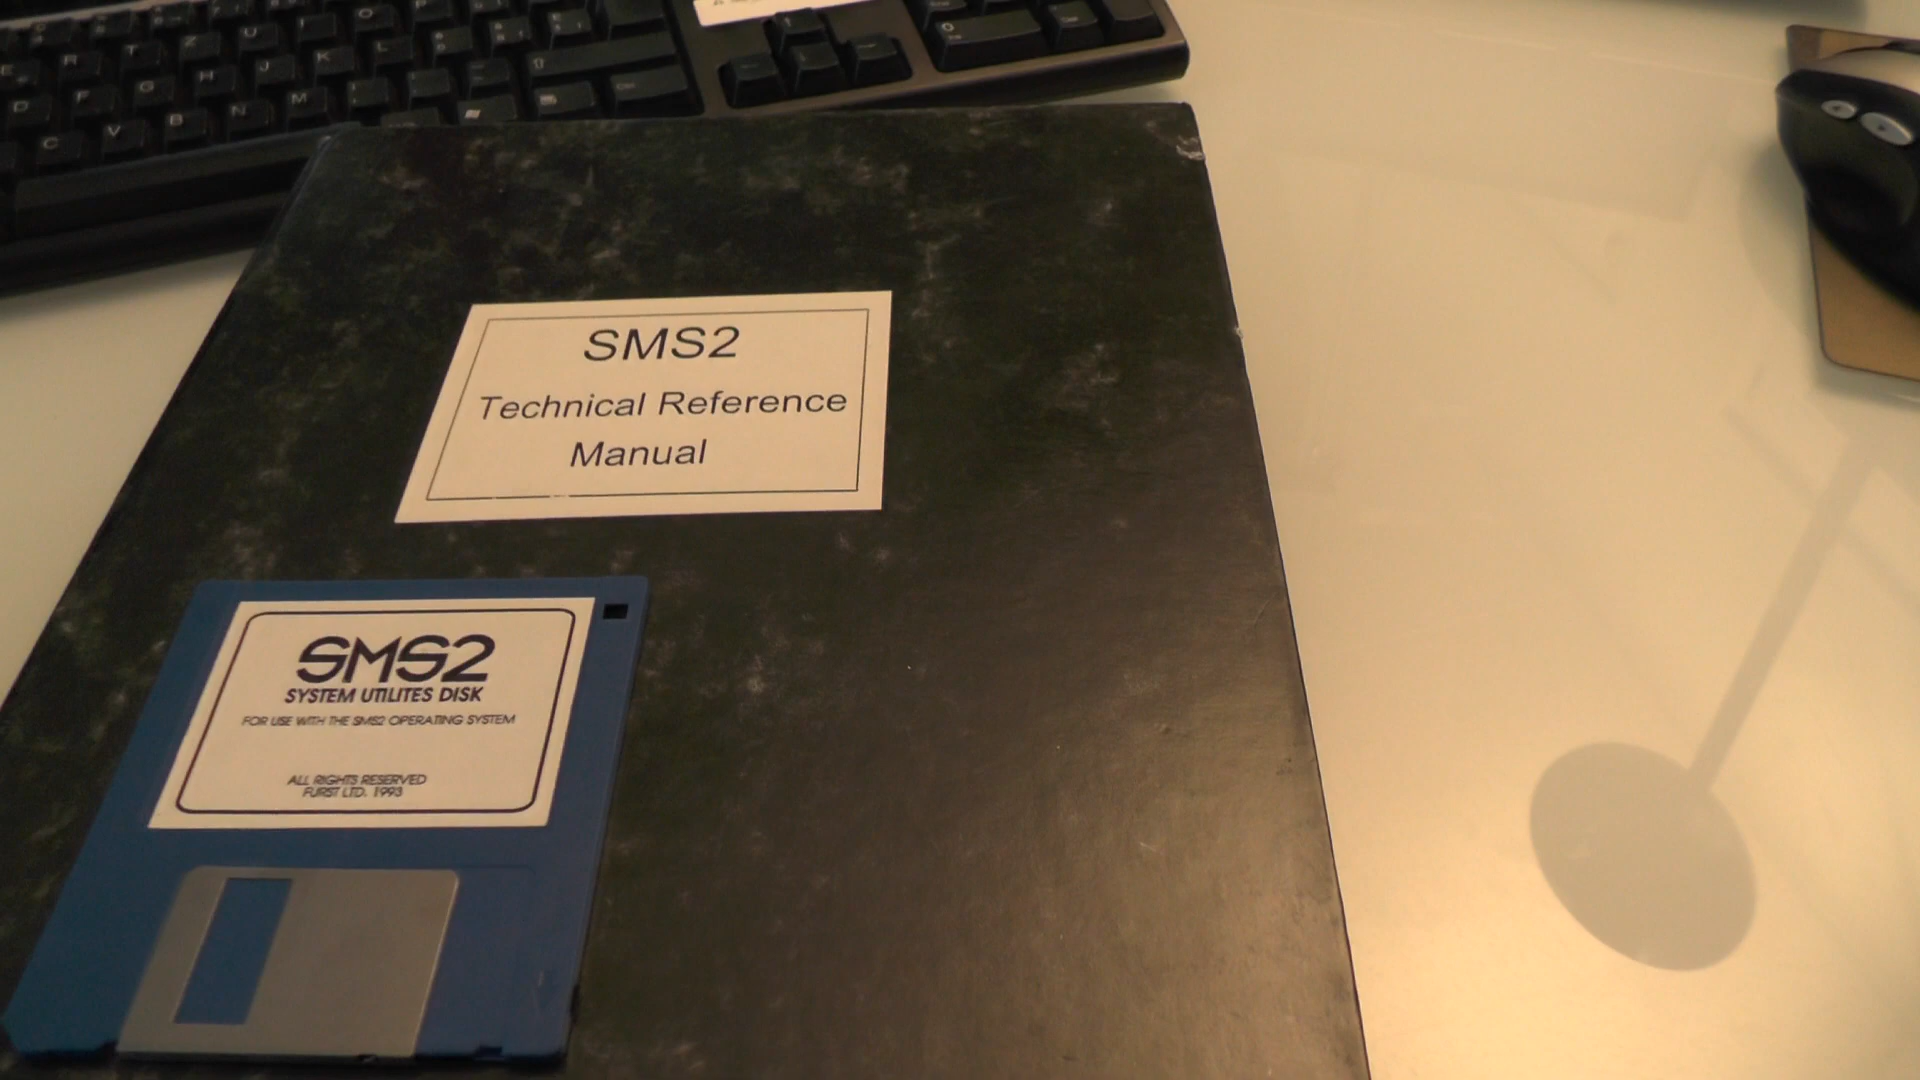 E R T Z U I O P
D F G H J K L
C V B N M
0
SMS2
Technical Reference
Manual
SMS2
SYSTEM UTILITES DISK
FOR USE WITH THE SMS2 OPERATING SYSTEM
ALL RIGHTS RESERVED
FURST LTD. 1993